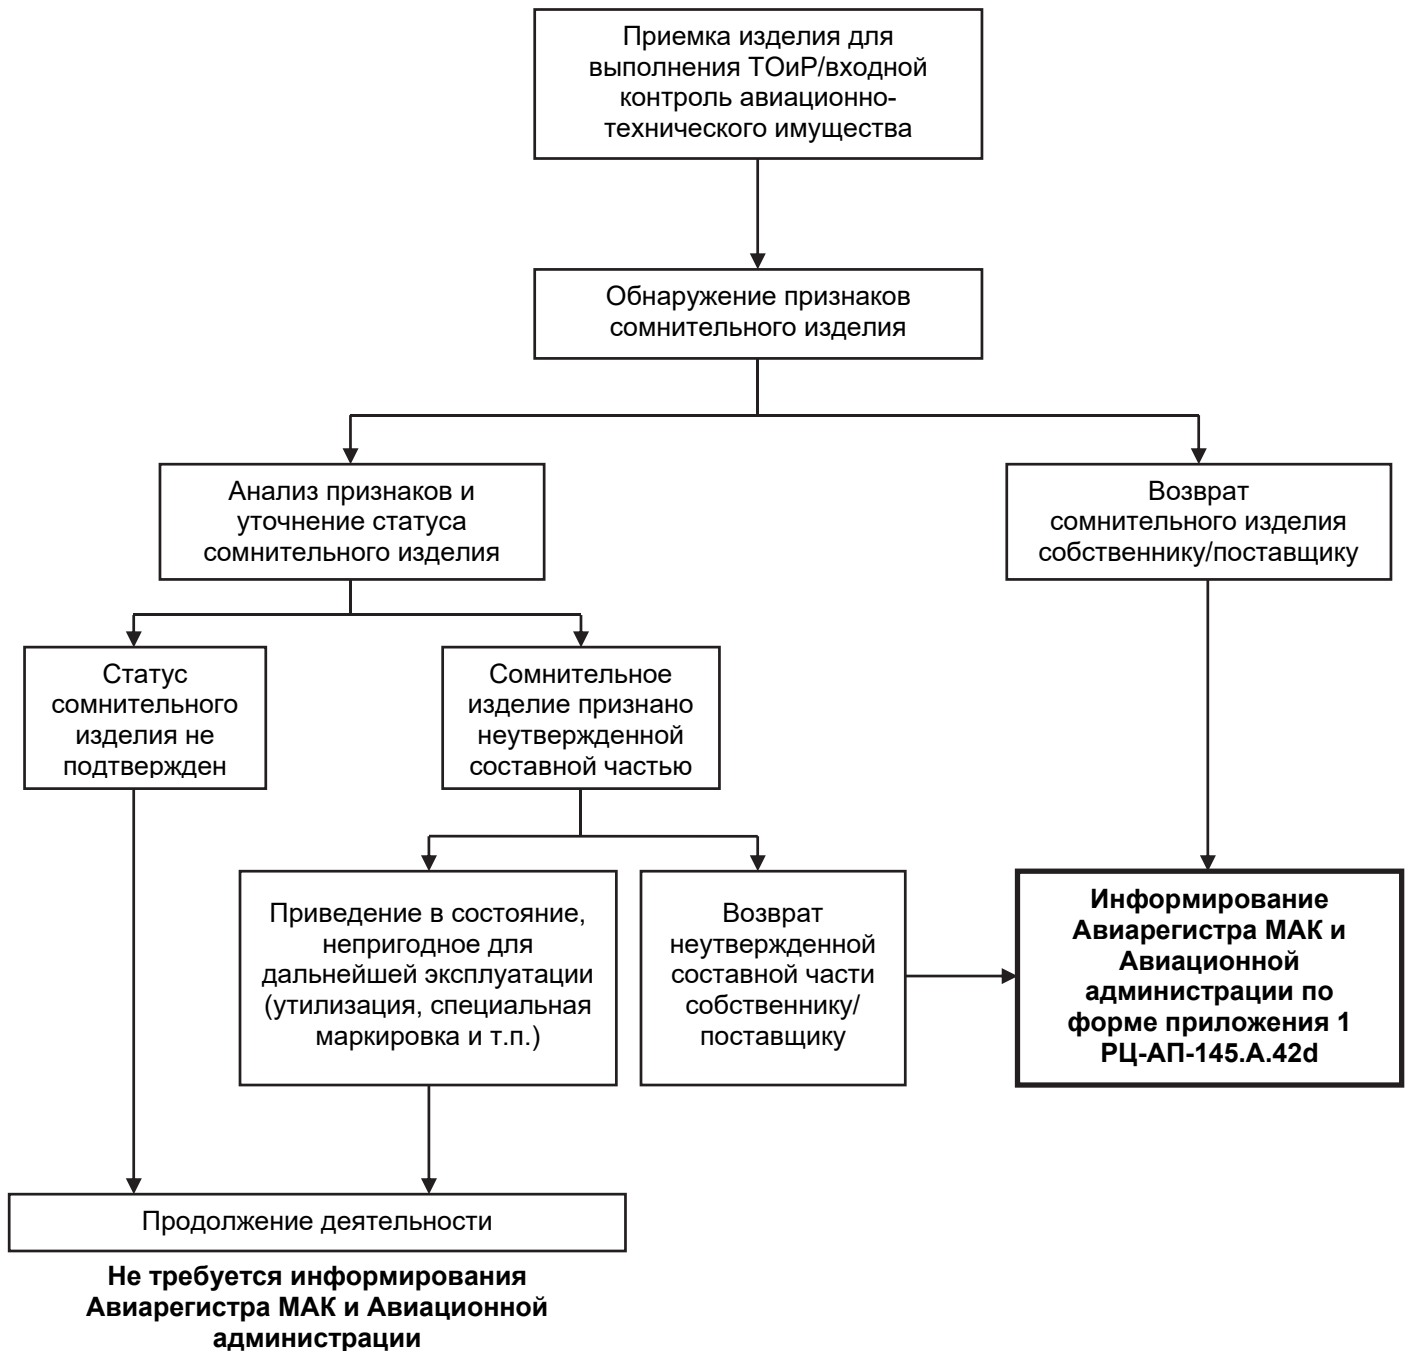 Приемка изделия для
выполнения ТОиР/входной
контроль авиационно-
технического имущества
Обнаружение признаков
сомнительного изделия
Анализ признаков и
уточнение статуса
сомнительного изделия
Возврат
сомнительного изделия
собственнику/поставщику
Статус
сомнительного
изделия не
подтвержден
Сомнительное
изделие признано
неутвержденной
составной частью
Приведение в состояние,
непригодное для
дальнейшей эксплуатации
(утилизация, специальная
маркировка и т.п.)
Возврат
неутвержденной
составной части
собственнику/
поставщику
Информирование
Авиарегистра МАК и
Авиационной
администрации по
форме приложения 1
РЦ-АП-145.А.42d
Продолжение деятельности
Не требуется информирования
Авиарегистра МАК и Авиационной
администрации